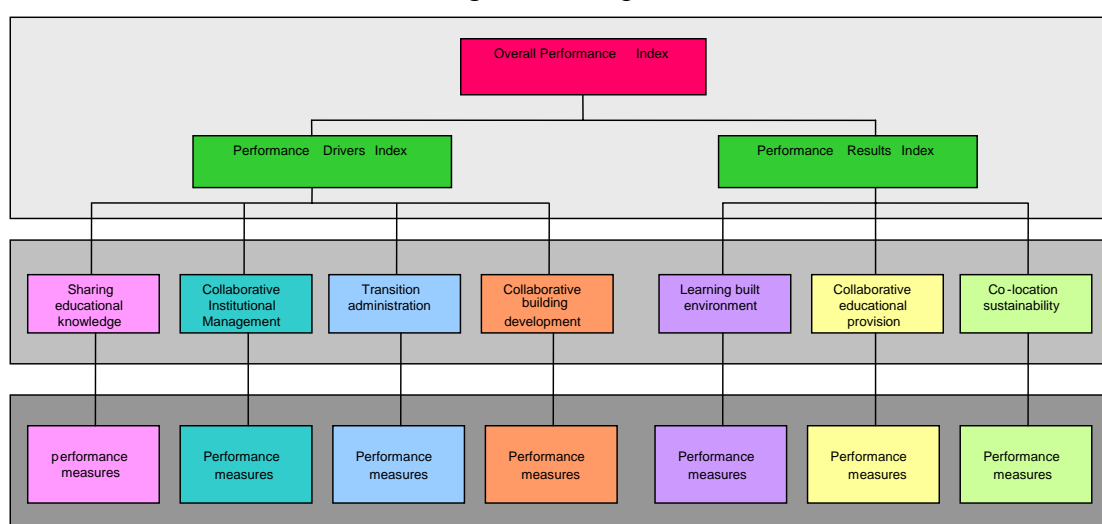 Overall Performance Index
Performance Drivers Index
Performance Results Index
Sharing
educational
knowledge
Collaborative
Institutional
Management
Transition
administration
Collaborative
building
development
Learning built
environment
Collaborative
educational
provision
Co-location
sustainability
performance
measures
Performance
measures
Performance
measures
Performance
measures
Performance
measures
Performance
measures
Performance
measures